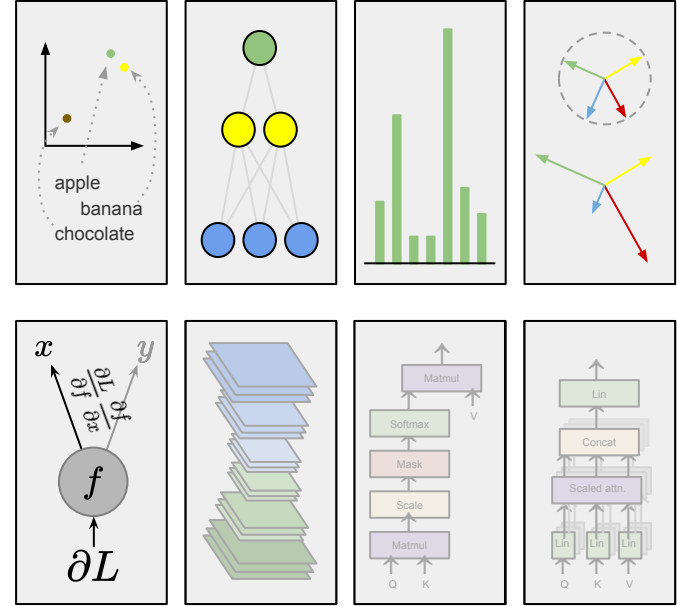 apple
banana
chocolate
x
y
∂L/∂f ∂f/∂x
f
∂L
Matmul
V
Softmax
Mask
Scale
Matmul
Q K
Lin
Concat
Scaled attn.
Lin Lin Lin
Q K V